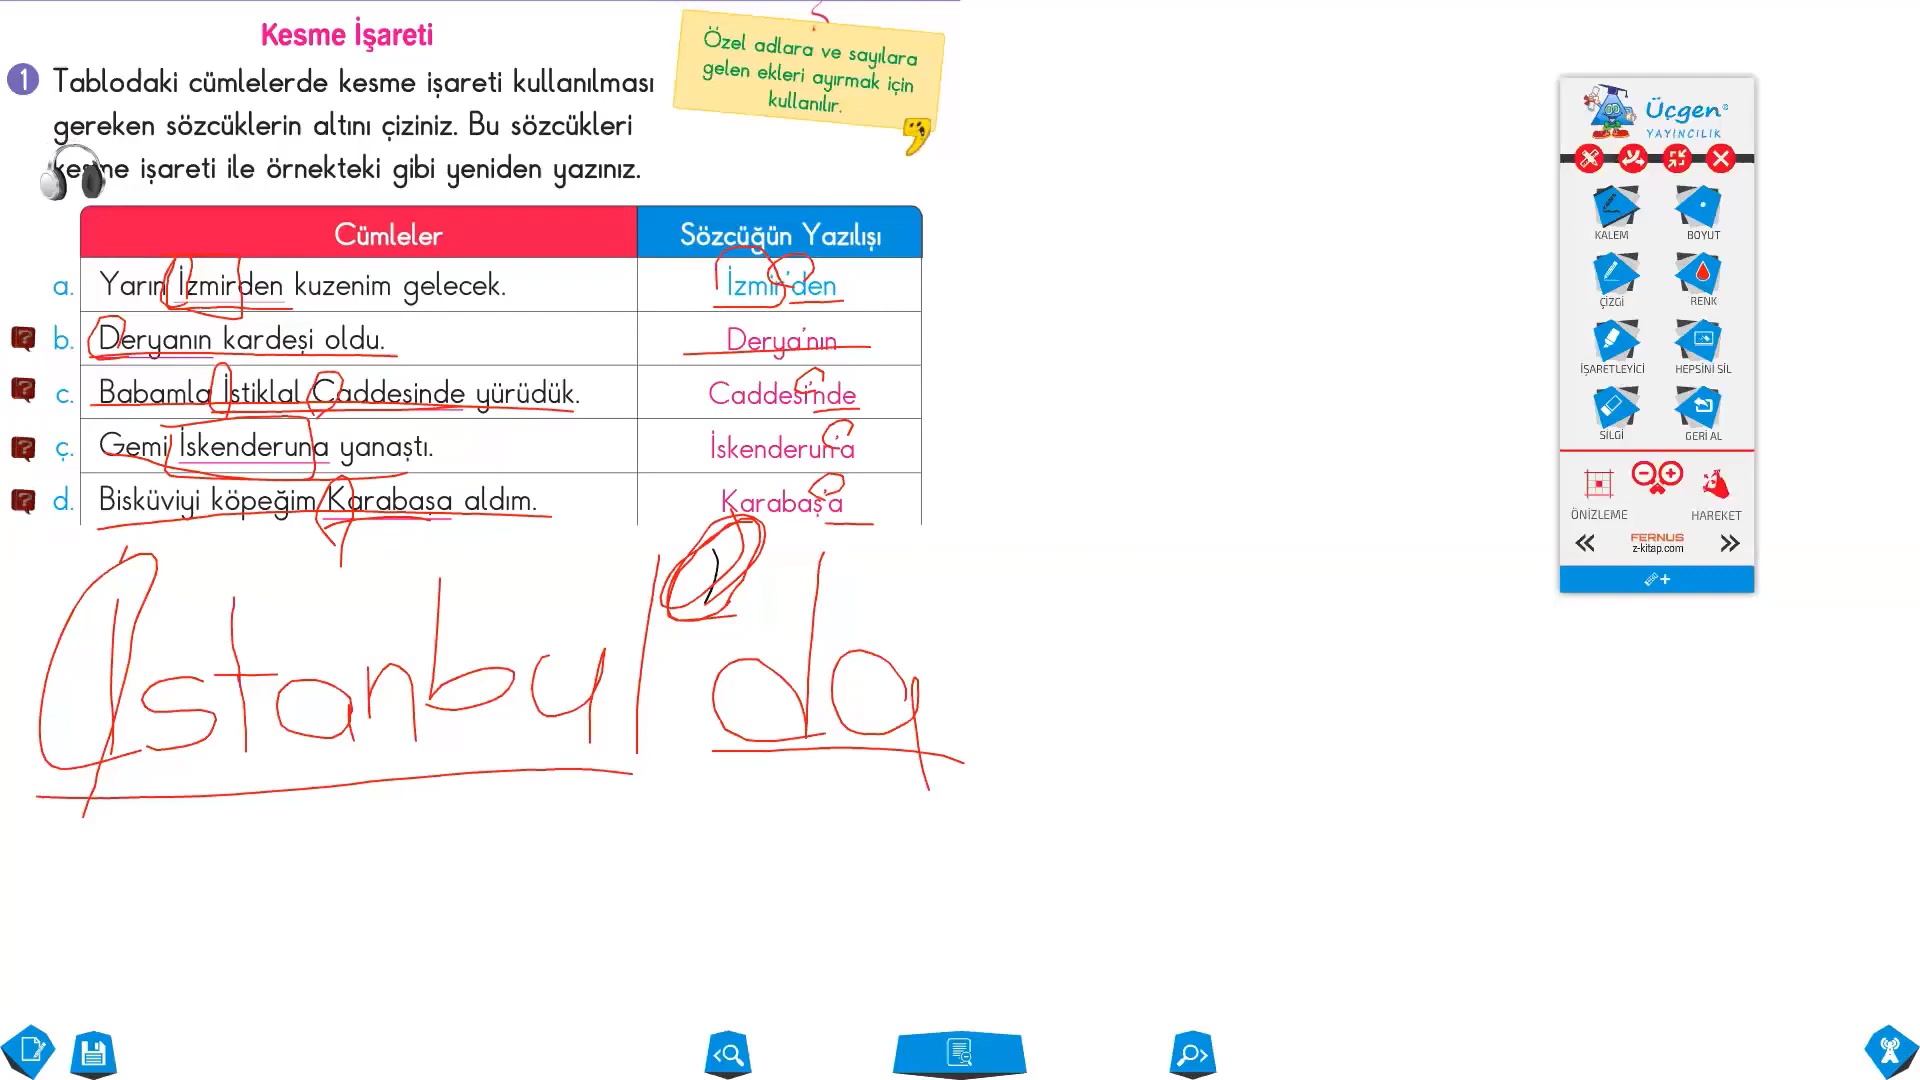 Kesme İşareti
Özel adlara ve sayılara
gelen ekleri ayırmak için
kullanılır.
1 Tablodaki cümlelerde kesme işareti kullanılması
gereken sözcüklerin altını çiziniz. Bu sözcükleri
kesme işareti ile örnekteki gibi yeniden yazınız.
Cümleler Sözcüğün Yazılışı
a. Yarın İzmirden kuzenim gelecek. İzmir'den
b. Deryanın kardeşi oldu. Derya'nın
c. Babamla İstiklal Caddesinde yürüdük. Caddesi'nde
ç. Gemi İskenderuna yanaştı. İskenderun'a
d. Bisküviyi köpeğim Karabaşa aldım. Karabaş'a
İstanbul'da
Üçgen
YAYINCILIK
KALEM BOYUT
ÇİZGİ RENK
İŞARETLEYİCİ HEPSİNİ SİL
SİLGİ GERİ AL
ÖNİZLEME HAREKET
FERNUS
z-kitap.com